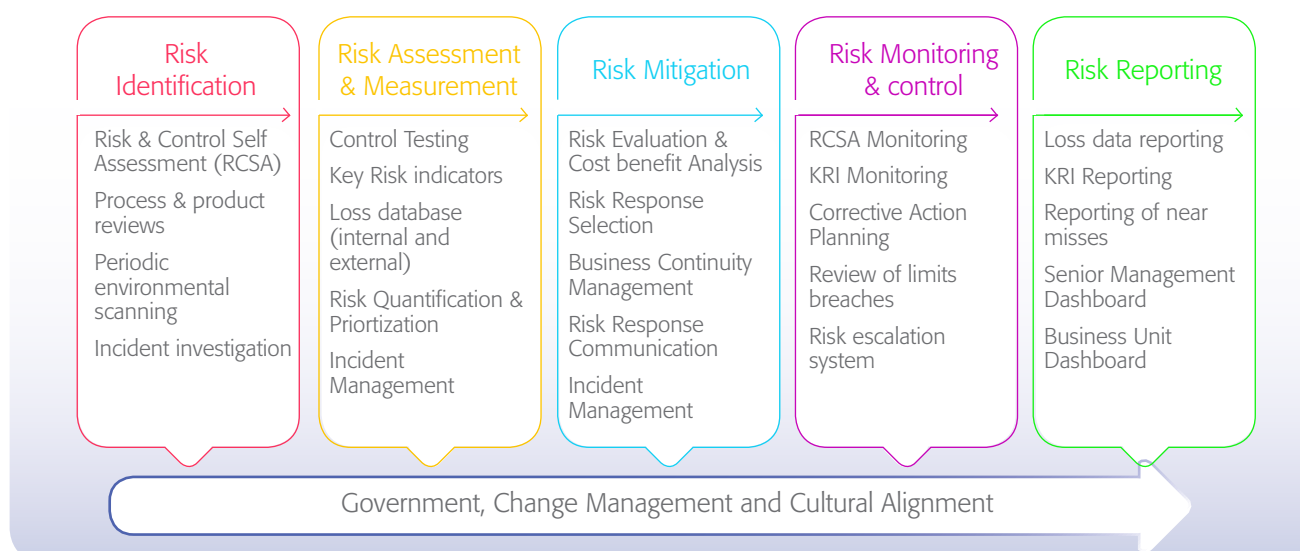 Risk
Identification
Risk & Control Self
Assessment (RCSA)
Process & product
reviews
Periodic
environmental
scanning
Incident investigation
Risk Assessment
& Measurement
Control Testing
Key Risk indicators
Loss database
(internal and
external)
Risk Quantification &
Priortization
Incident
Management
Risk Mitigation
Risk Evaluation &
Cost benefit Analysis
Risk Response
Selection
Business Continuity
Management
Risk Response
Communication
Incident
Management
Risk Monitoring
& control
RCSA Monitoring
KRI Monitoring
Corrective Action
Planning
Review of limits
breaches
Risk escalation
system
Risk Reporting
Loss data reporting
KRI Reporting
Reporting of near
misses
Senior Management
Dashboard
Business Unit
Dashboard
Government, Change Management and Cultural Alignment